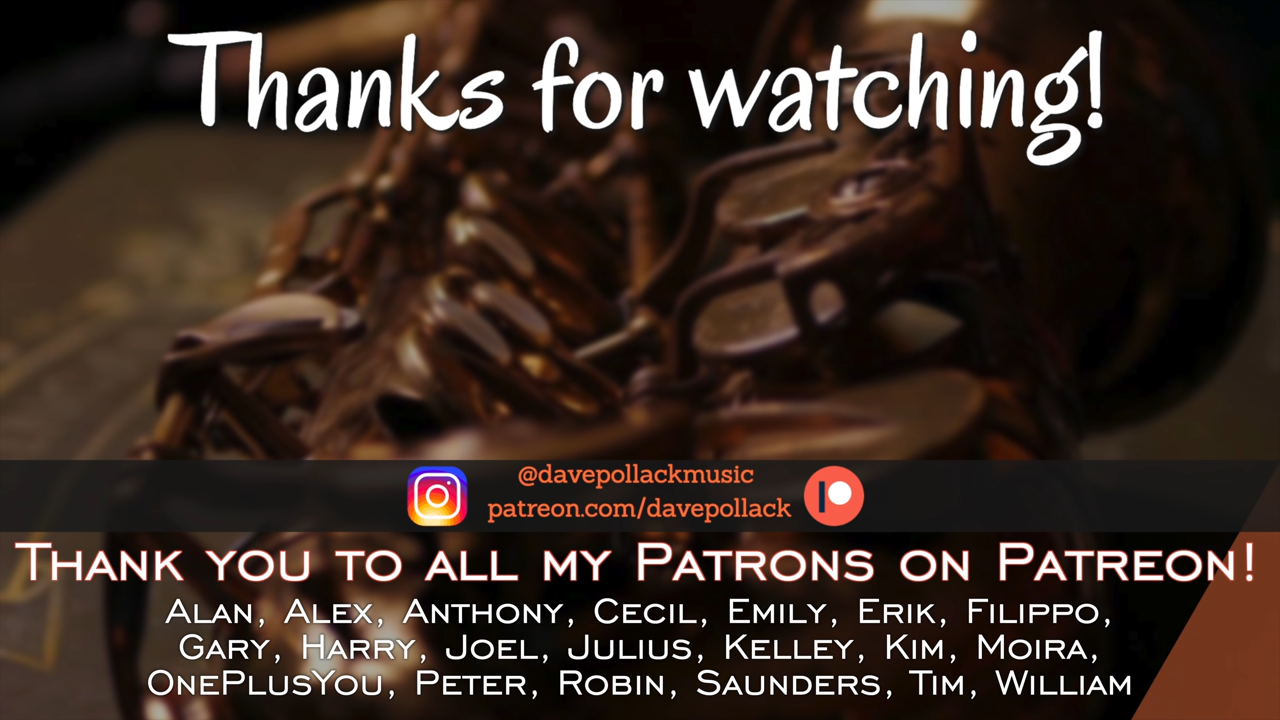 Thanks for watching!
@davepollackmusic
patreon.com/davepollack
Thank you to all my Patrons on Patreon!
Alan, Alex, Anthony, Cecil, Emily, Erik, Filippo,
Gary, Harry, Joel, Julius, Kelley, Kim, Moira,
OnePlusYou, Peter, Robin, Saunders, Tim, William